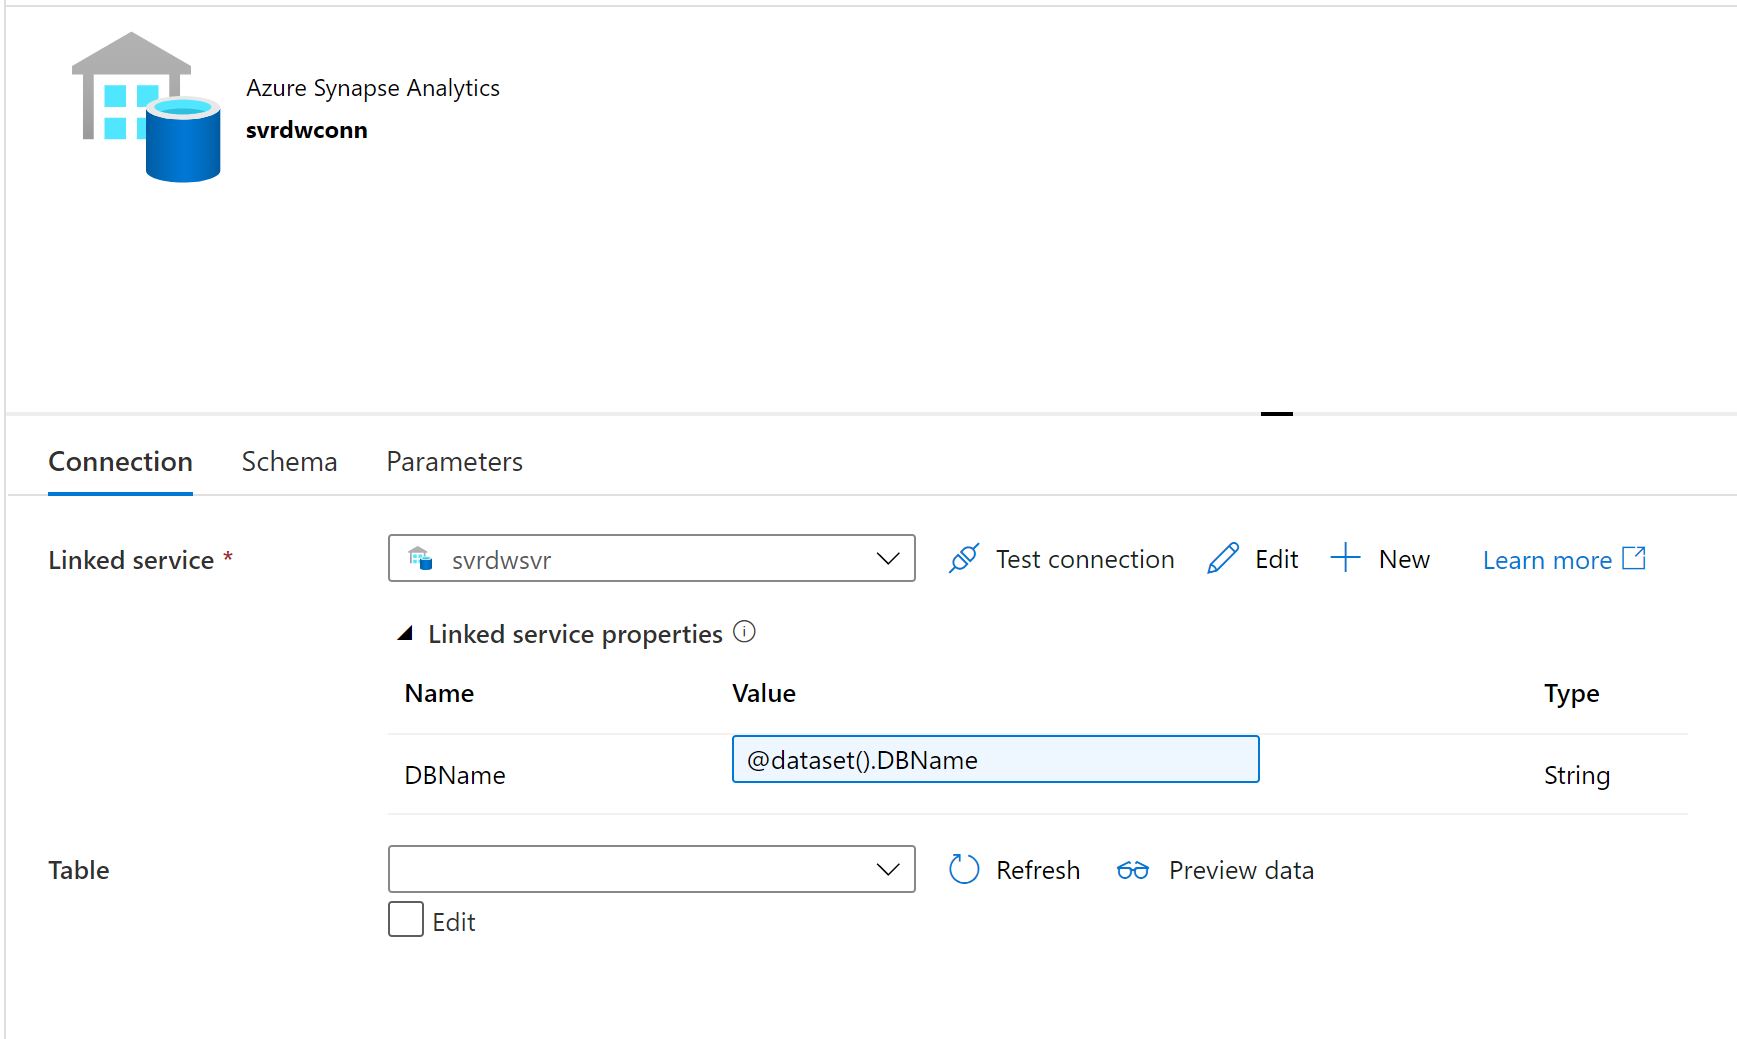 Azure Synapse Analytics
svrdwconn
Connection Schema Parameters
Linked service * svrdwsvr Test connection Edit New Learn more
Linked service properties
Name Value Type
DBName @dataset().DBName String
Table Refresh Preview data
Edit